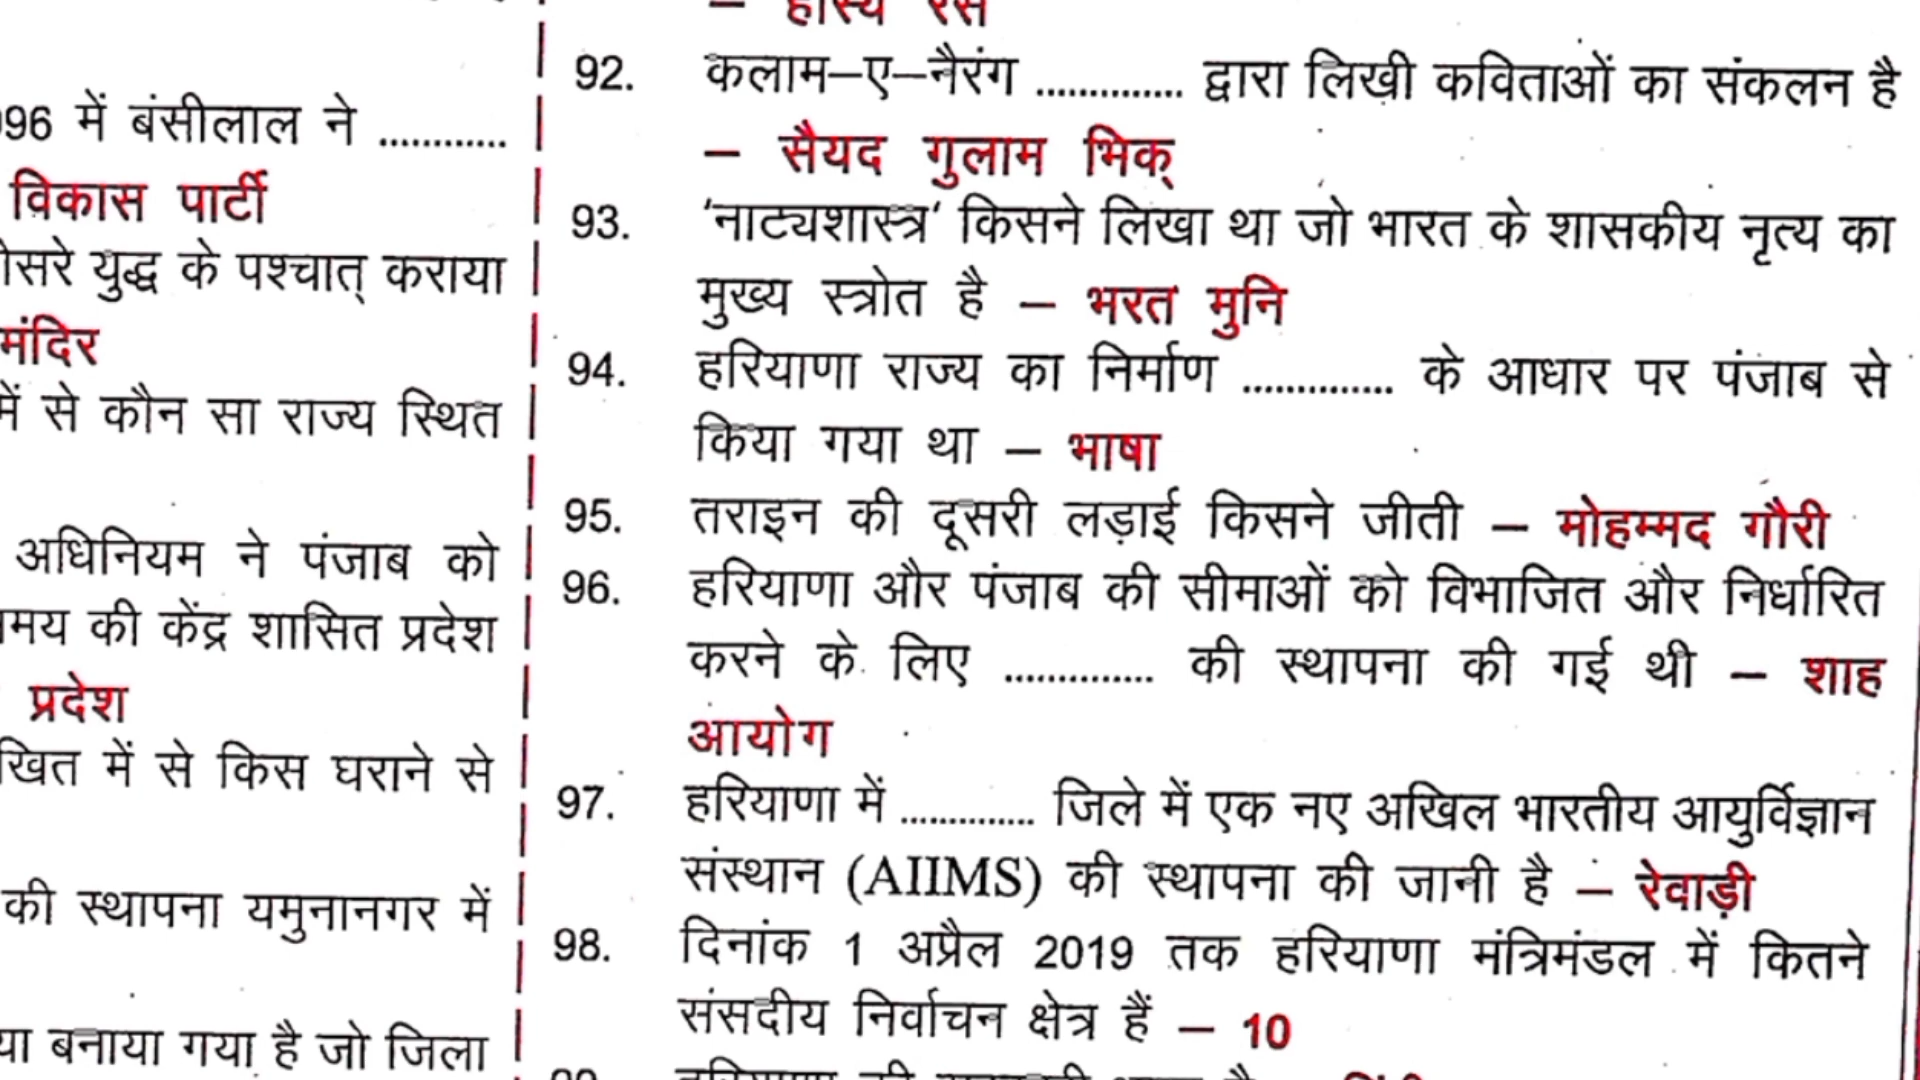 096 में बंसीलाल ने ............
विकास पार्टी
युद्ध के पश्चात् कराया
मंदिर
में से कौन सा राज्य स्थित
अधिनियम ने पंजाब को
की केंद्र शासित प्रदेश
प्रदेश
में से किस घराने से
की स्थापना यमुनानगर में
बनाया गया है जो जिला
– हास्य रस
92. कलाम–ए–नैरंग .............. द्वारा लिखी कविताओं का संकलन है
– सैयद गुलाम भिक्
93. 'नाट्यशास्त्र' किसने लिखा था जो भारत के शासकीय नृत्य का
मुख्य स्त्रोत है – भरत मुनि
94. हरियाणा राज्य का निर्माण .............. के आधार पर पंजाब से
किया गया था – भाषा
95. तराइन की दूसरी लड़ाई किसने जीती – मोहम्मद गौरी
96. हरियाणा और पंजाब की सीमाओं को विभाजित और निर्धारित
करने के लिए .............. की स्थापना की गई थी – शाह
आयोग
97. हरियाणा में .............. जिले में एक नए अखिल भारतीय आयुर्विज्ञान
संस्थान (AIIMS) की स्थापना की जानी है – रेवाड़ी
98. दिनांक 1 अप्रैल 2019 तक हरियाणा मंत्रिमंडल में कितने
संसदीय निर्वाचन क्षेत्र हैं – 10